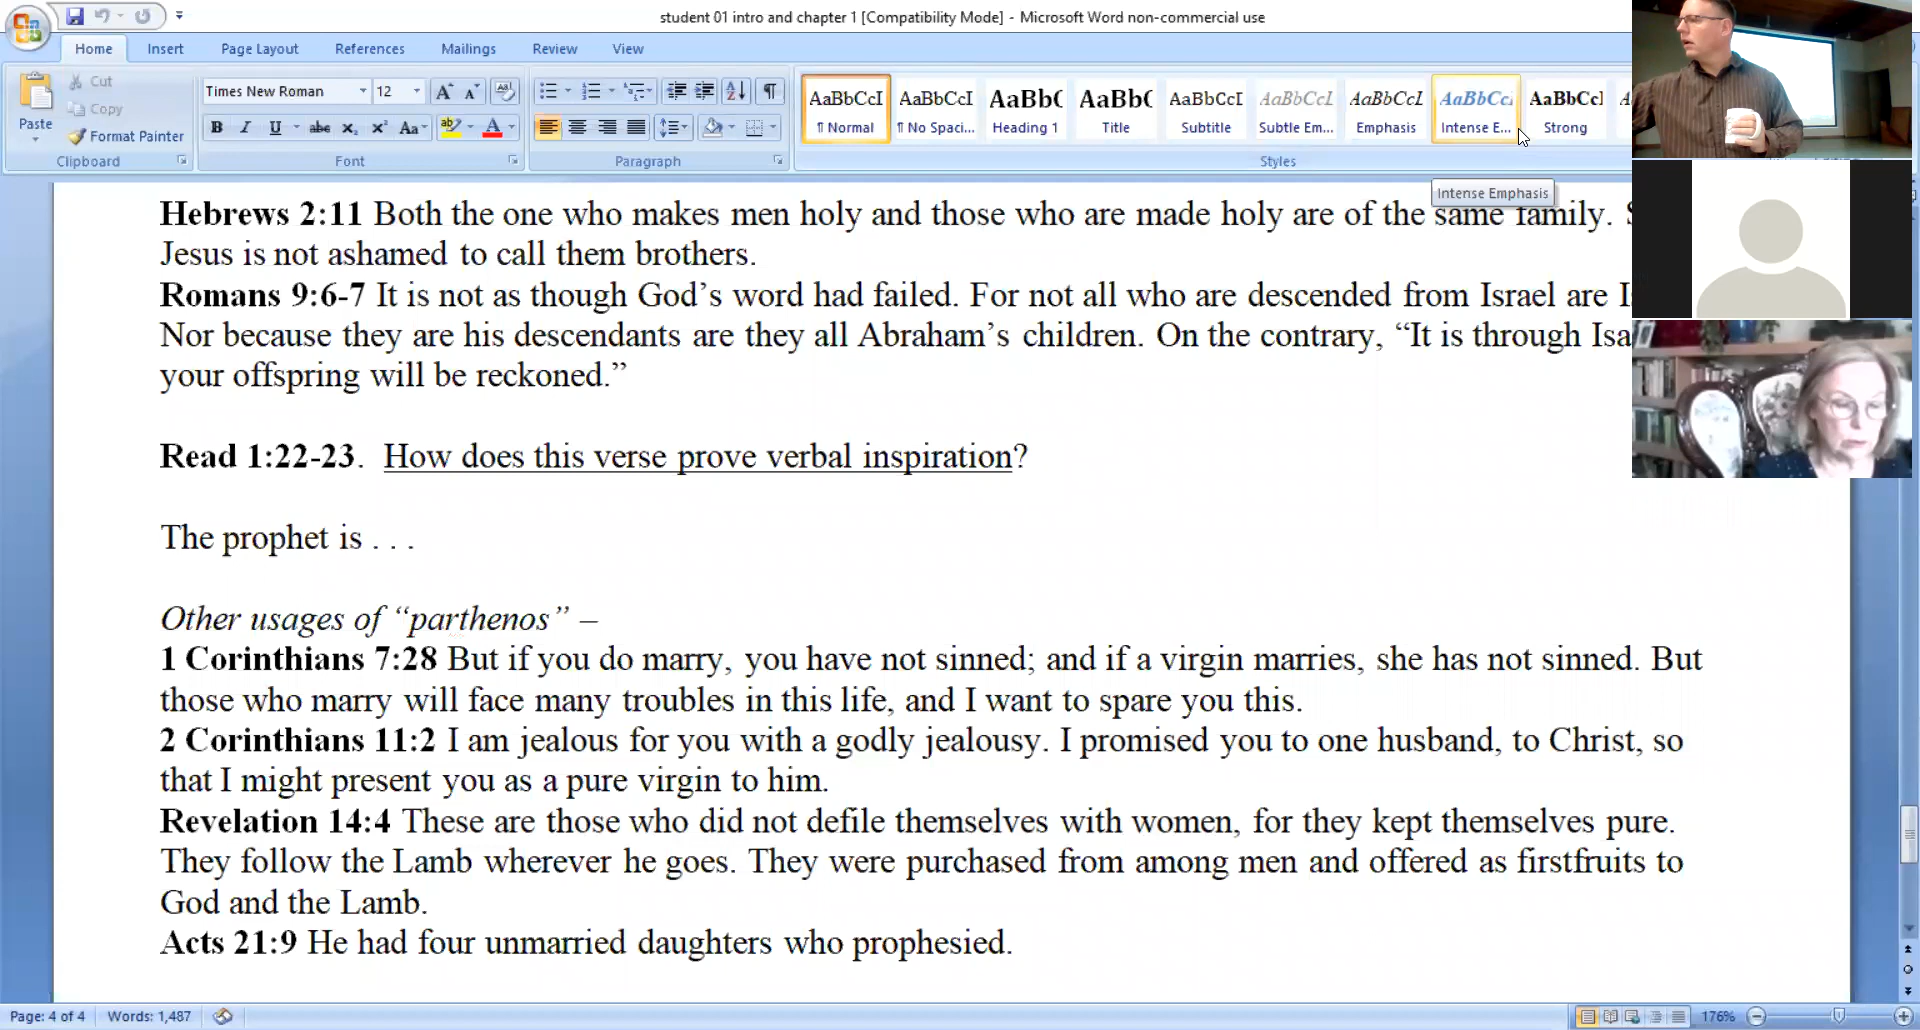 student 01 intro and chapter 1 [Compatibility Mode] - Microsoft Word non-commercial use
Home Insert Page Layout References Mailings Review View
Paste
Cut
Copy
Format Painter
Clipboard
Times New Roman 12
Font
Paragraph
AaBbCcI AaBbCcI AaBb( AaBb( AaBbCcI AaBbCcL AaBbCcL AaBbCc. AaBbCcI
¶ Normal ¶ No Spaci... Heading 1 Title Subtitle Subtle Em... Emphasis Intense E... Strong
Styles
Intense Emphasis
Hebrews 2:11 Both the one who makes men holy and those who are made holy are of the same family.
Jesus is not ashamed to call them brothers.
Romans 9:6-7 It is not as though God’s word had failed. For not all who are descended from Israel are
Nor because they are his descendants are they all Abraham’s children. On the contrary, “It is through
your offspring will be reckoned.”
Read 1:22-23. How does this verse prove verbal inspiration?
The prophet is . . .
Other usages of “parthenos” –
1 Corinthians 7:28 But if you do marry, you have not sinned; and if a virgin marries, she has not sinned. But
those who marry will face many troubles in this life, and I want to spare you this.
2 Corinthians 11:2 I am jealous for you with a godly jealousy. I promised you to one husband, to Christ, so
that I might present you as a pure virgin to him.
Revelation 14:4 These are those who did not defile themselves with women, for they kept themselves pure.
They follow the Lamb wherever he goes. They were purchased from among men and offered as firstfruits to
God and the Lamb.
Acts 21:9 He had four unmarried daughters who prophesied.
Page: 4 of 4 Words: 1,487 176%